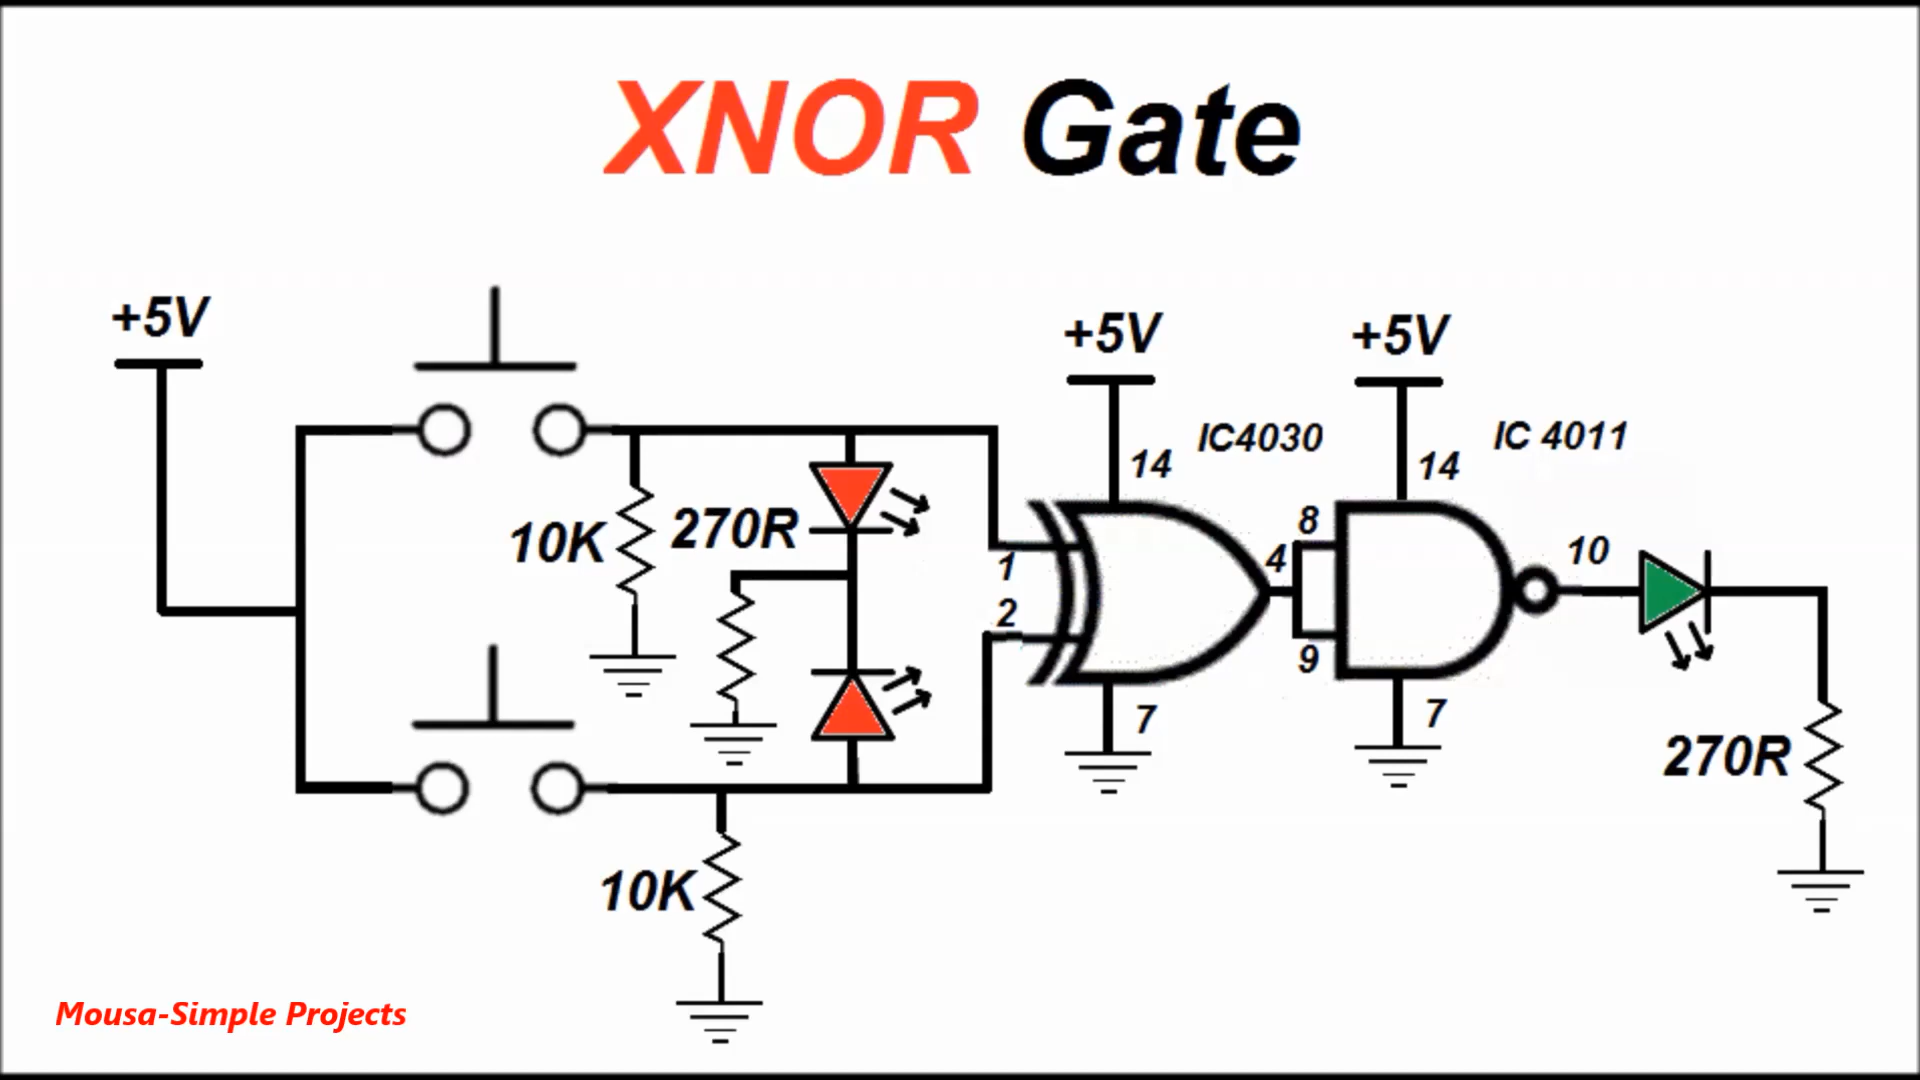 XNOR Gate
+5V
+5V
+5V
IC4030
IC 4011
14
14
10K
270R
1
2
4
8
9
10
7
7
270R
10K
Mousa-Simple Projects